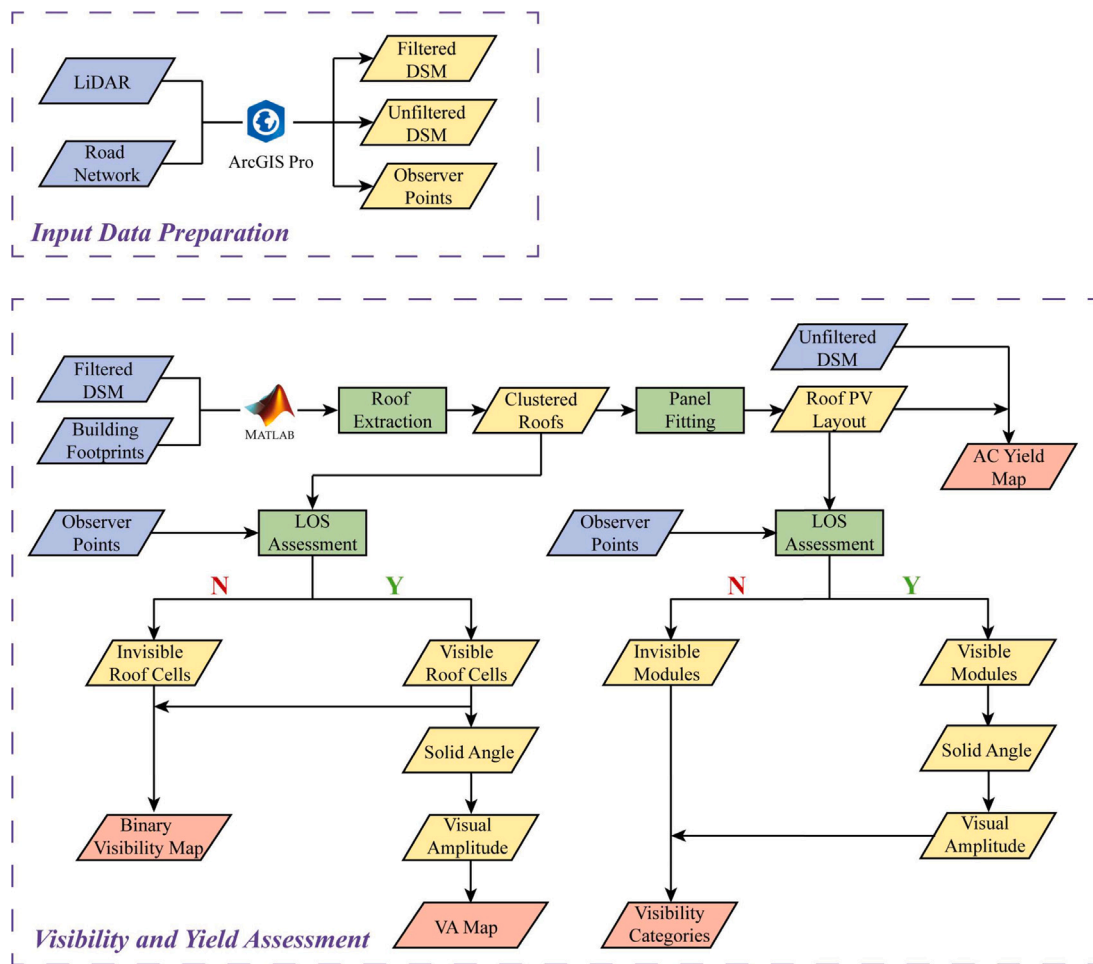 LiDAR
Road
Network
ArcGIS Pro
Filtered
DSM
Unfiltered
DSM
Observer
Points
Input Data Preparation
Filtered
DSM
Building
Footprints
MATLAB
Roof
Extraction
Clustered
Roofs
Panel
Fitting
Unfiltered
DSM
Roof PV
Layout
AC Yield
Map
Observer
Points
LOS
Assessment
N
Y
Invisible
Roof Cells
Visible
Roof Cells
Solid Angle
Binary
Visibility Map
Visual
Amplitude
VA Map
Observer
Points
LOS
Assessment
N
Y
Invisible
Modules
Visible
Modules
Solid Angle
Visual
Amplitude
Visibility
Categories
Visibility and Yield Assessment